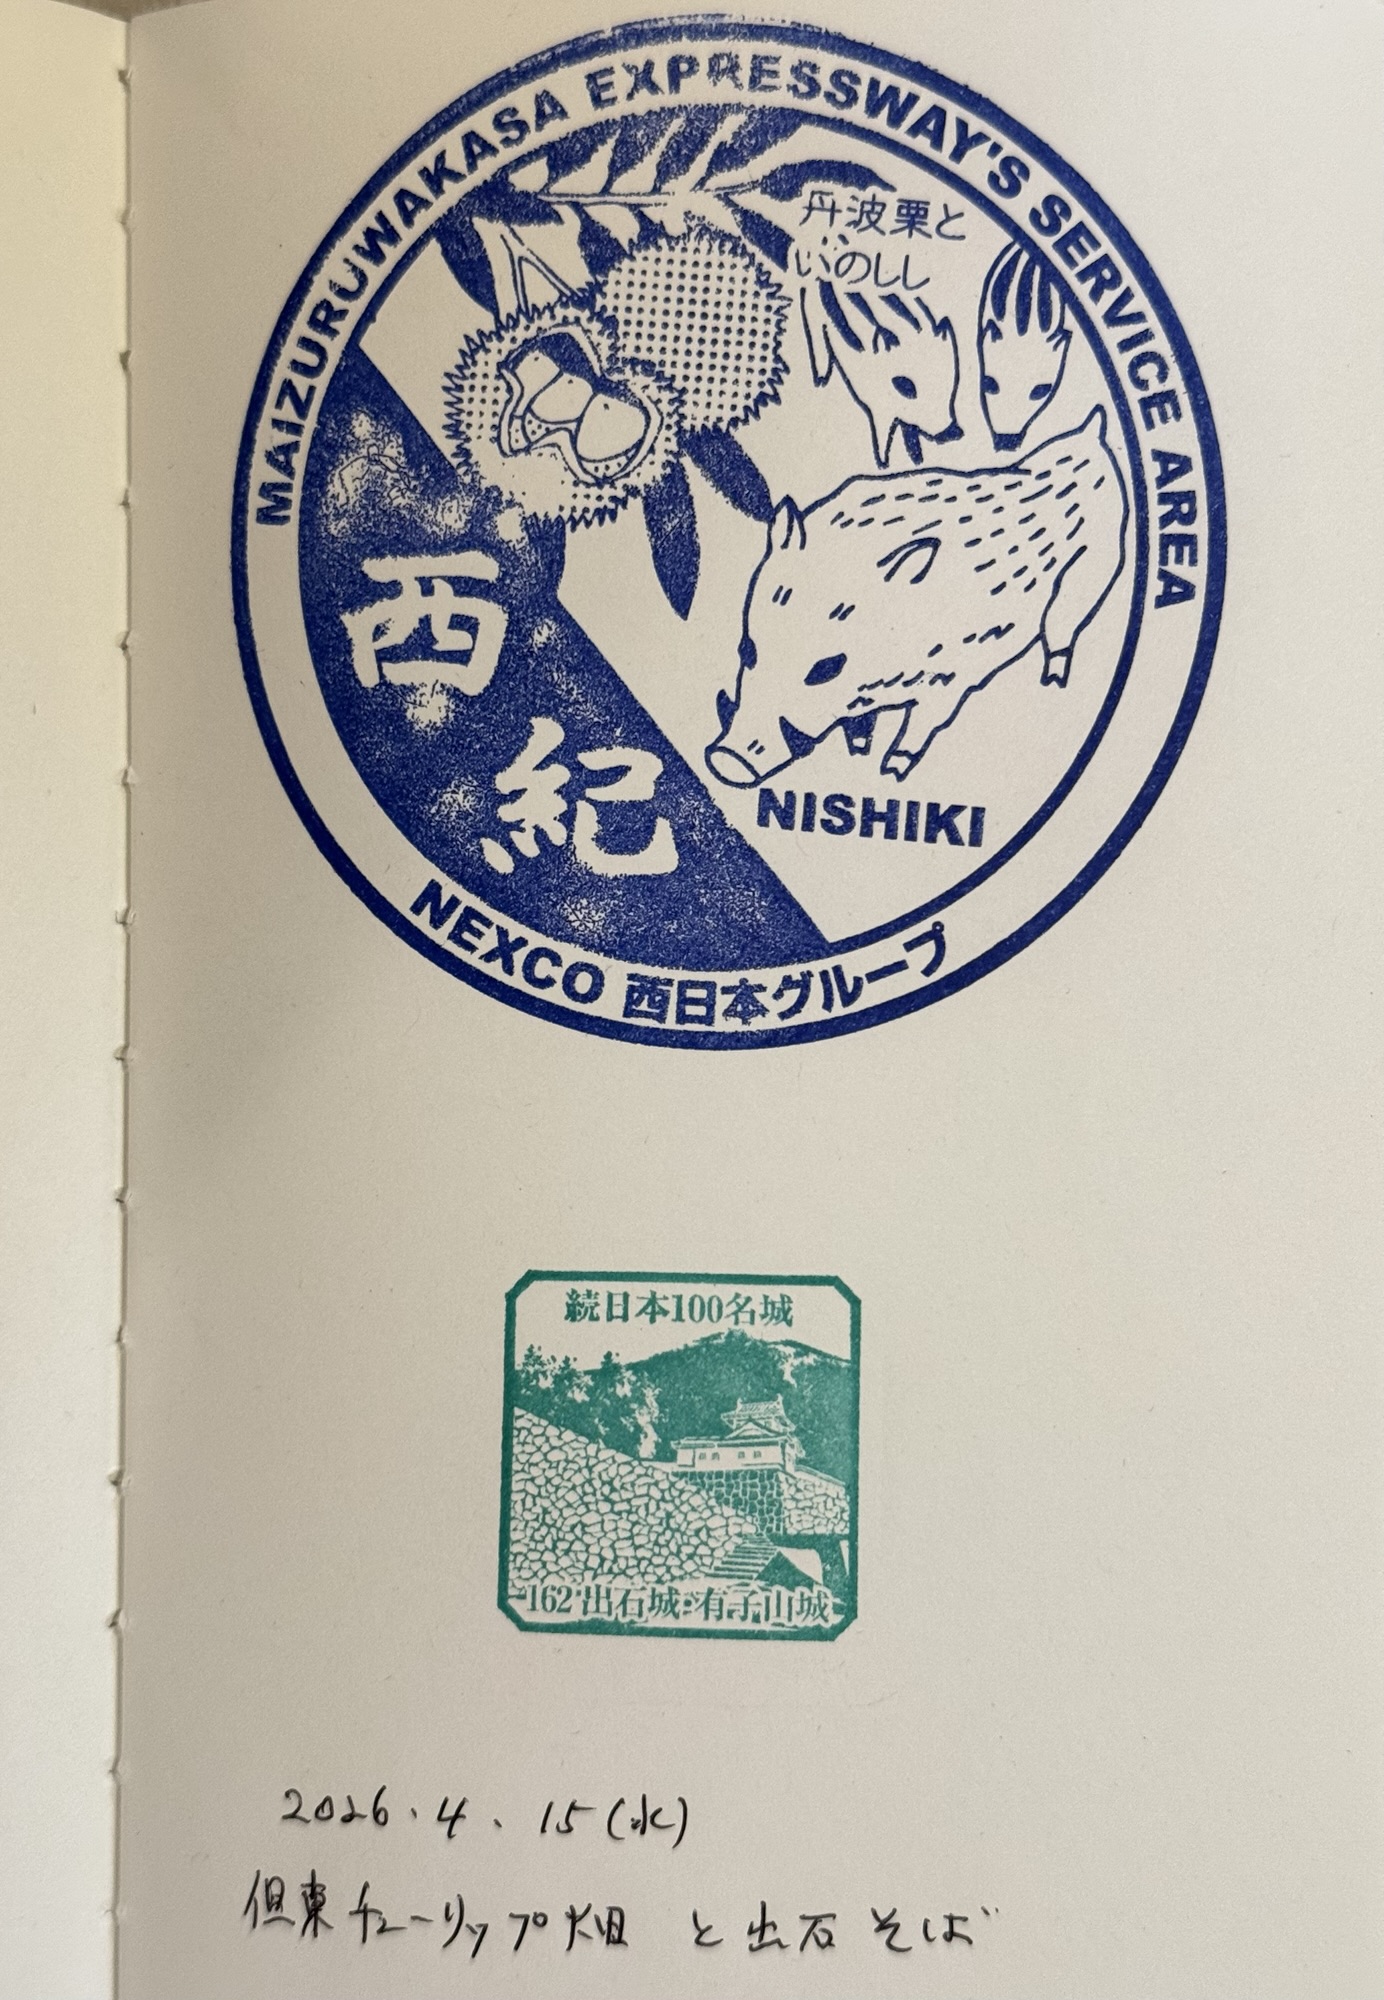 MAIZURUWAKASA EXPRESSWAY'S SERVICE AREA
丹波栗と
いのしし
西紀
NISHIKI
NEXCO 西日本グループ
続日本100名城
162 出石城・有子山城
2026.4.15(水)
但東チューリップ畑 と出石そば